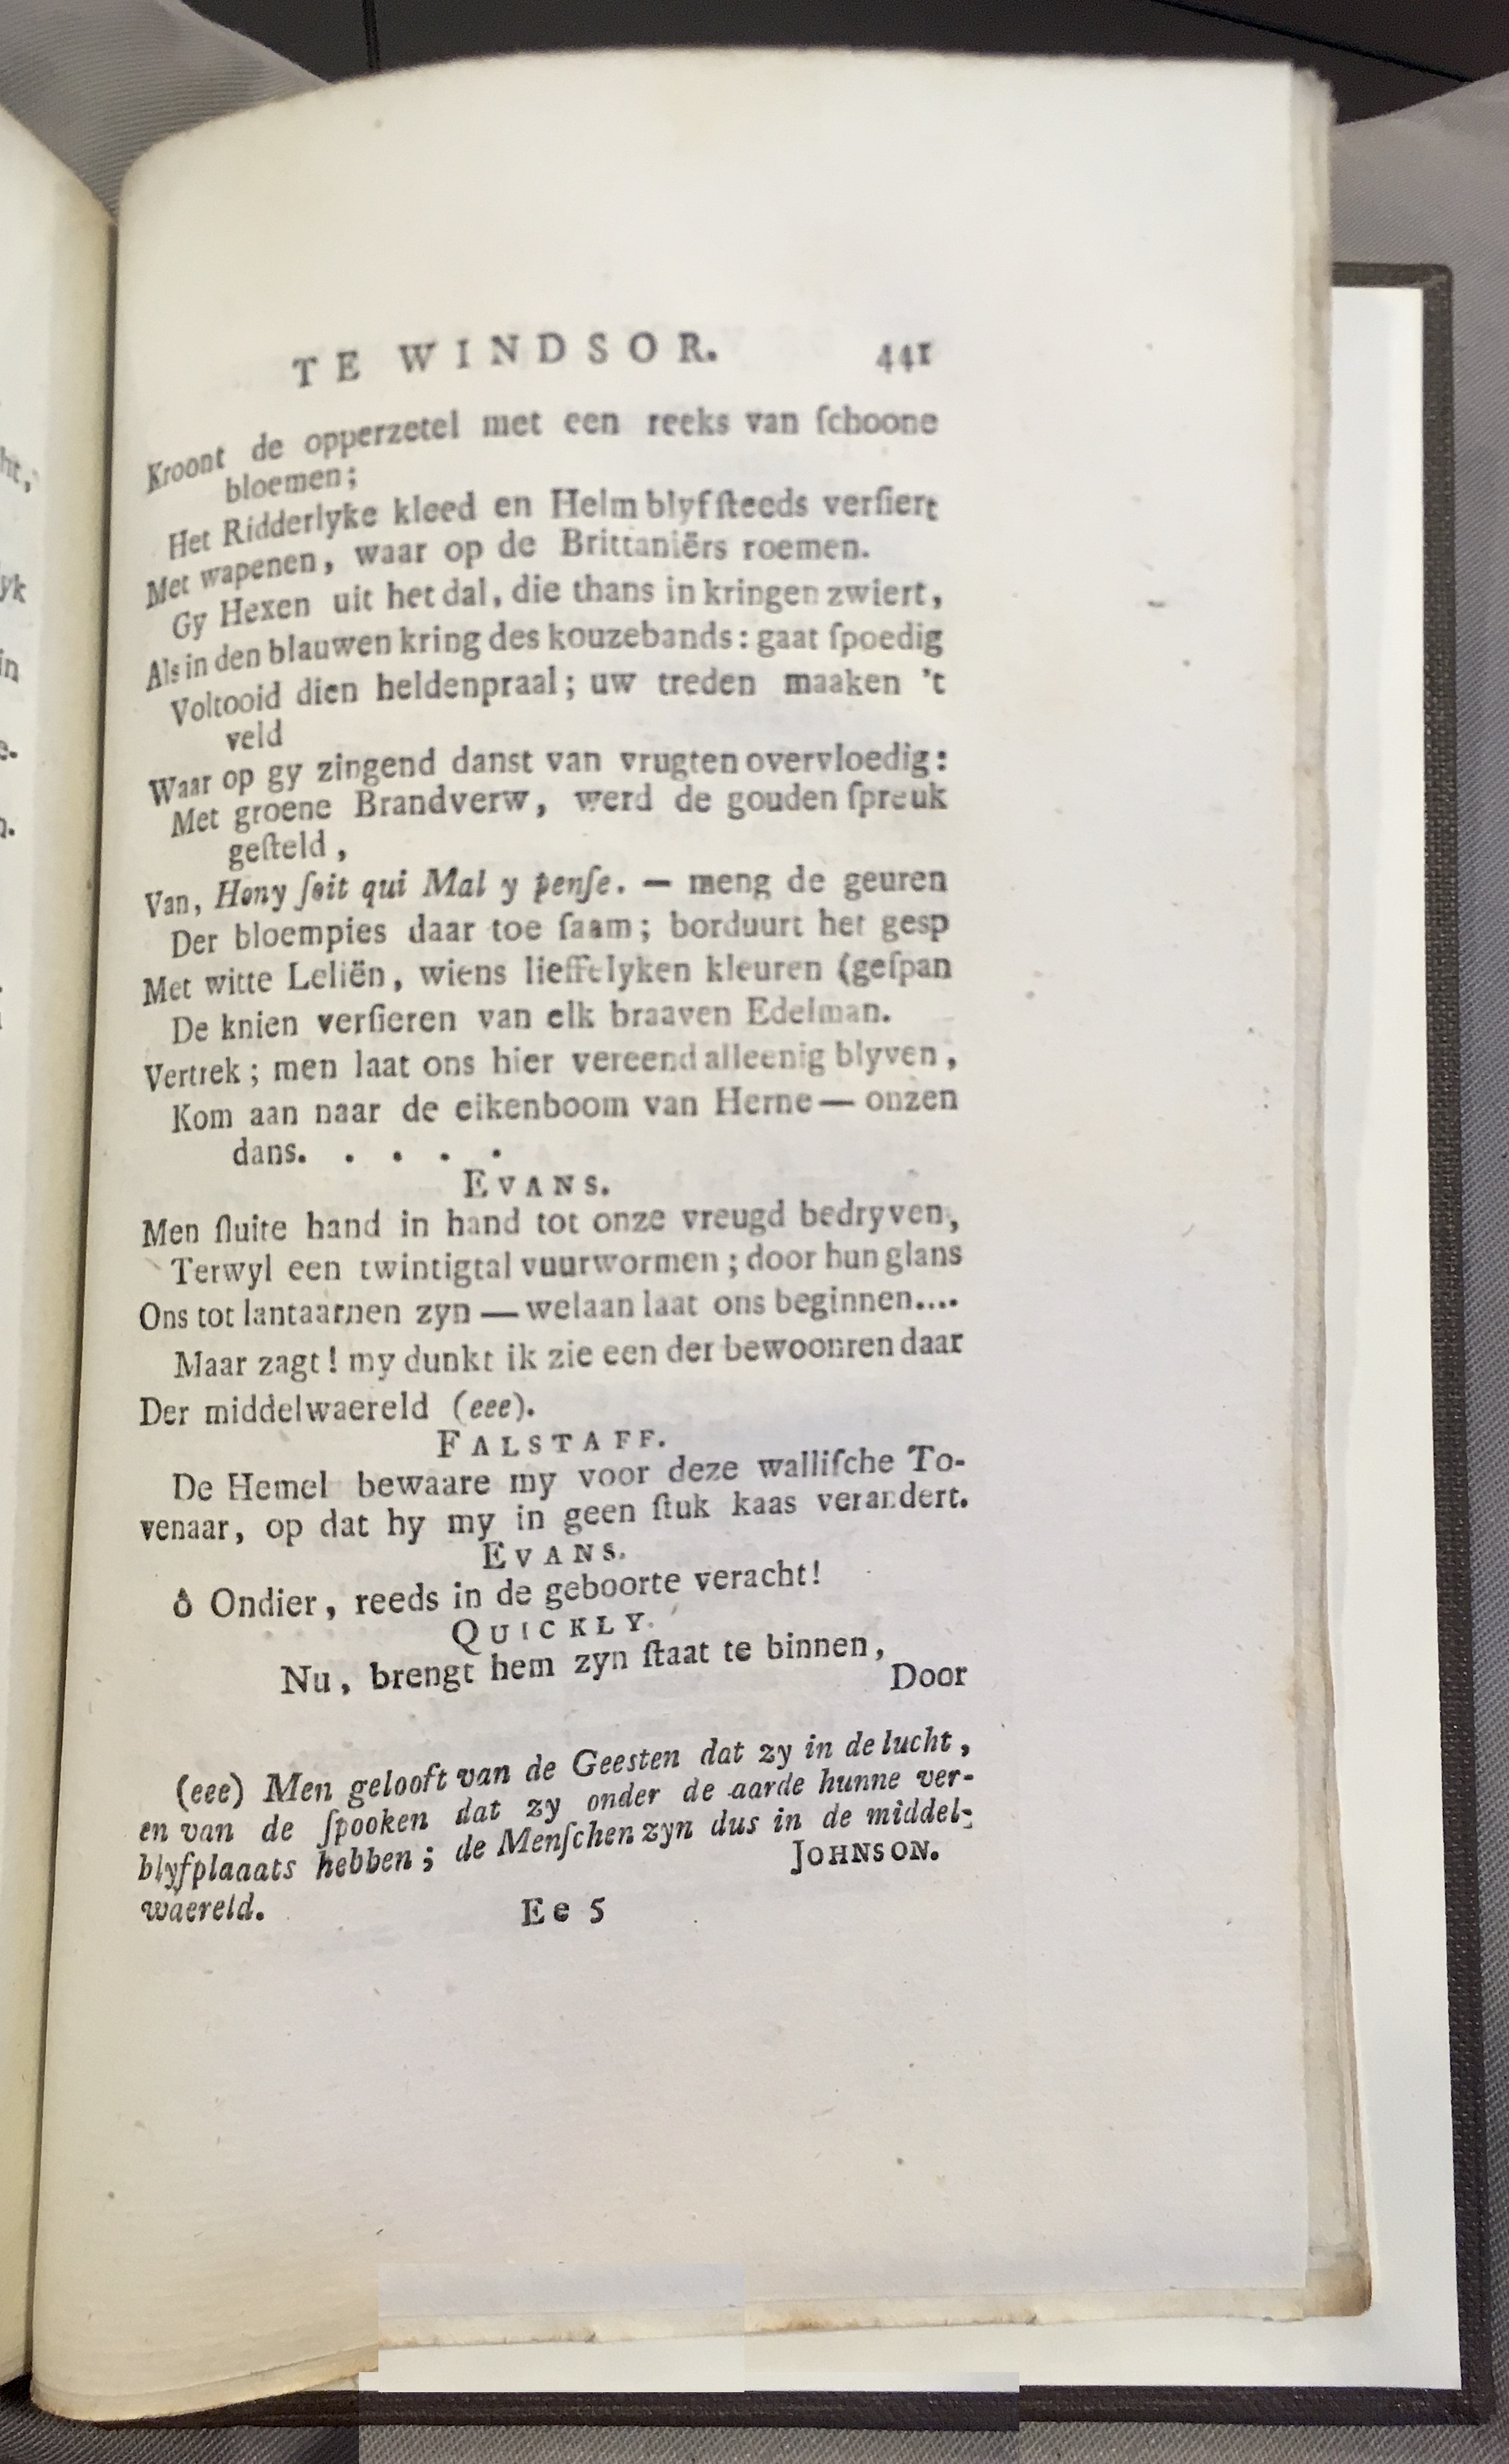 TE WINDSOR. 441
Kroont de opperzetel met een reeks van ſchoone
bloemen;
Het Ridderlyke kleed en Helm blyf ſteeds verſiert
Met wapenen, waar op de Brittaniërs roemen.
Gy Hexen uit het dal, die thans in kringen zwiert,
Als in den blauwen kring des kouzebands: gaat ſpoedig
Voltooid dien heldenpraal; uw treden maaken 't
veld
Waar op gy zingend danst van vrugten overvloedig:
Met groene Brandverw, werd de gouden ſpreuk
geſteld,
Van, Hony ſoit qui Mal y penſe. — meng de geuren
Der bloempies daar toe ſaam; borduurt het gesp
Met witte Leliën, wiens lieffelyken kleuren (geſpan
De knien verſieren van elk braaven Edelman.
Vertrek; men laat ons hier vereend alleenig blyven,
Kom aan naar de eikenboom van Herne — onzen
dans. . . . .
EVANS.
Men ſluite hand in hand tot onze vreugd bedryven,
Terwyl een twintigtal vuurwormen; door hun glans
Ons tot lantaarnen zyn — welaan laat ons beginnen....
Maar zagt! my dunkt ik zie een der bewoonren daar
Der middelwaereld (eee).
FALSTAFF.
De Hemel bewaare my voor deze walliſche To-
venaar, op dat hy my in geen ſtuk kaas verandert.
EVANS.
ô Ondier, reeds in de geboorte veracht!
QUICKLY.
Nu, brengt hem zyn ſtaat te binnen,
Door
(eee) Men gelooft van de Geesten dat zy in de lucht,
en van de ſpooken dat zy onder de aarde hunne ver-
blyfplaaats hebben; de Menſchen zyn dus in de middel-
waereld. JOHNSON.
Ee 5